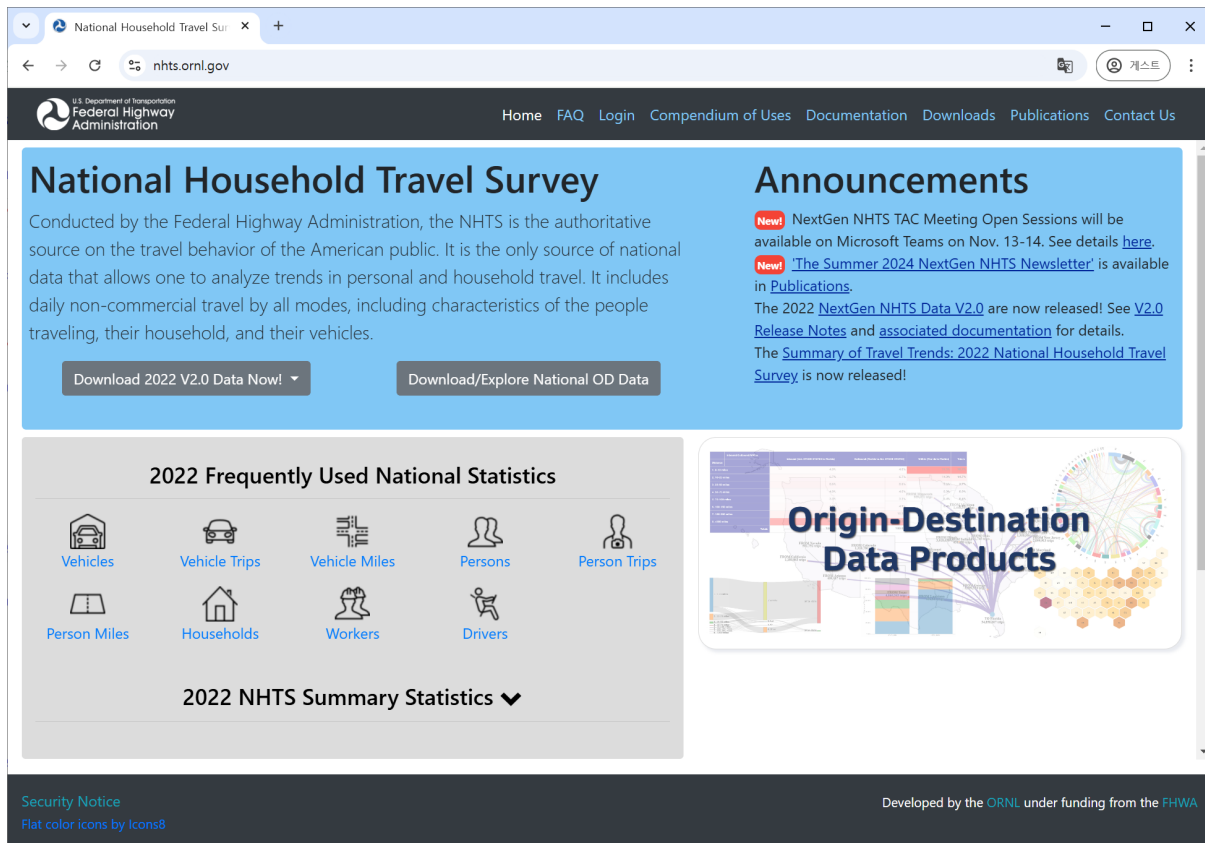 National Household Travel Sur
nhts.ornl.gov
게스트
U.S. Department of Transportation
Federal Highway
Administration
Home FAQ Login Compendium of Uses Documentation Downloads Publications Contact Us
National Household Travel Survey
Conducted by the Federal Highway Administration, the NHTS is the authoritative
source on the travel behavior of the American public. It is the only source of national
data that allows one to analyze trends in personal and household travel. It includes
daily non-commercial travel by all modes, including characteristics of the people
traveling, their household, and their vehicles.
Download 2022 V2.0 Data Now!
Download/Explore National OD Data
Announcements
New! NextGen NHTS TAC Meeting Open Sessions will be
available on Microsoft Teams on Nov. 13-14. See details here.
New! 'The Summer 2024 NextGen NHTS Newsletter' is available
in Publications.
The 2022 NextGen NHTS Data V2.0 are now released! See V2.0
Release Notes and associated documentation for details.
The Summary of Travel Trends: 2022 National Household Travel
Survey is now released!
2022 Frequently Used National Statistics
Vehicles Vehicle Trips Vehicle Miles Persons Person Trips
Person Miles Households Workers Drivers
2022 NHTS Summary Statistics
Origin-Destination
Data Products
Security Notice
Flat color icons by Icons8
Developed by the ORNL under funding from the FHWA